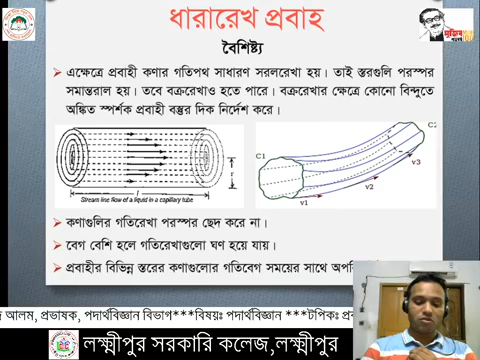 ধারারেখ প্রবাহ
বৈশিষ্ট্য
এক্ষেত্রে প্রবাহী কণার গতিপথ সাধারণ সরলরেখা হয়। তাই স্তরগুলি পরস্পর
সমান্তরাল হয়। তবে বক্ররেখাও হতে পারে। বক্ররেখার ক্ষেত্রে কোনো বিন্দুতে
অঙ্কিত স্পর্শক প্রবাহী বস্তুর দিক নির্দেশ করে।
C1
C2
r
v3
v2
v1
l
Stream line flow of a liquid in a capillary tube
কণাগুলির গতিরেখা পরস্পর ছেদ করে না।
বেগ বেশি হলে গতিরেখাগুলো ঘণ হয়ে যায়।
প্রবাহীর বিভিন্ন স্তরের কণাগুলোর গতিবেগ সময়ের সাথে
আলম, প্রভাষক, পদার্থবিজ্ঞান বিভাগ***বিষয়ঃ পদার্থবিজ্ঞান ***টপিকঃ
লক্ষ্মীপুর সরকারি কলেজ,লক্ষ্মীপুর